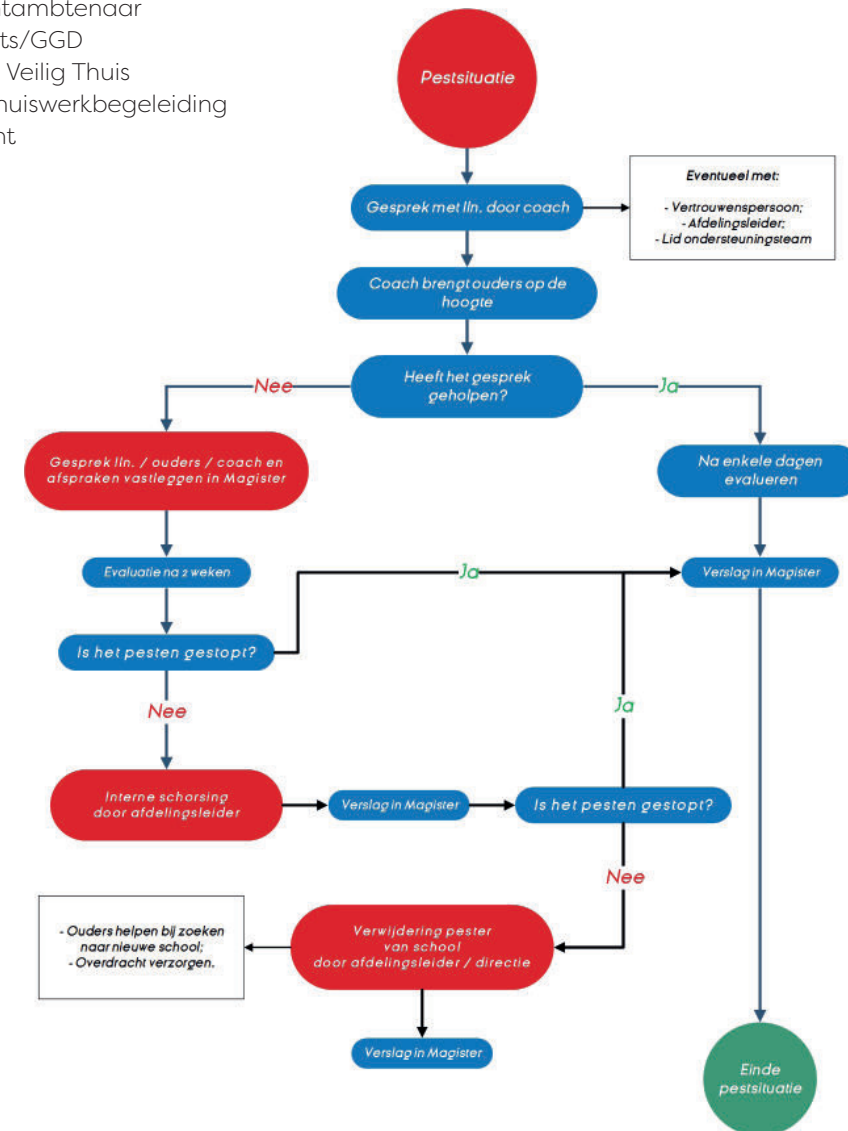 ntambtenaar
ts/GGD
Veilig Thuis
huiswerkbegeleiding
nt
Pestsituatie
Gesprek met lln. door coach
Eventueel met:
- Vertrouwenspersoon;
- Afdelingsleider;
- Lid ondersteuningsteam
Coach brengt ouders op de
hoogte
Heeft het gesprek
geholpen?
Nee
Ja
Gesprek lln. / ouders / coach en
afspraken vastleggen in Magister
Na enkele dagen
evalueren
Evaluatie na 2 weken
Ja
Verslag in Magister
Is het pesten gestopt?
Nee
Ja
Interne schorsing
door afdelingsleider
Verslag in Magister
Is het pesten gestopt?
Nee
- Ouders helpen bij zoeken
naar nieuwe school;
- Overdracht verzorgen.
Verwijdering pester
van school
door afdelingsleider / directie
Verslag in Magister
Einde
pestsituatie